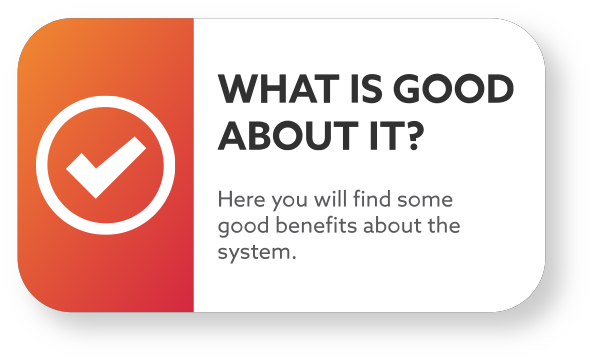 WHAT IS GOOD
ABOUT IT?
Here you will find some
good benefits about the
system.